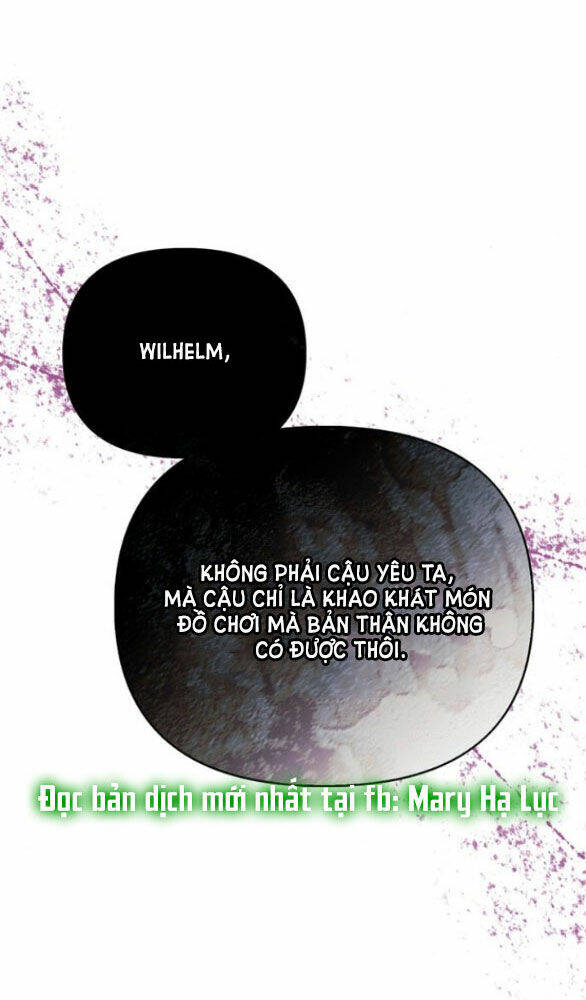 WILHELM,
KHÔNG PHẢI CẬU YÊU TA,
MÀ CẬU CHỈ LÀ KHAO KHÁT MÓN
ĐỒ CHƠI MÀ BẢN THÂN KHÔNG
CÓ ĐƯỢC THÔI.
Đọc bản dịch mới nhất tại fb: Mary Hạ Lục